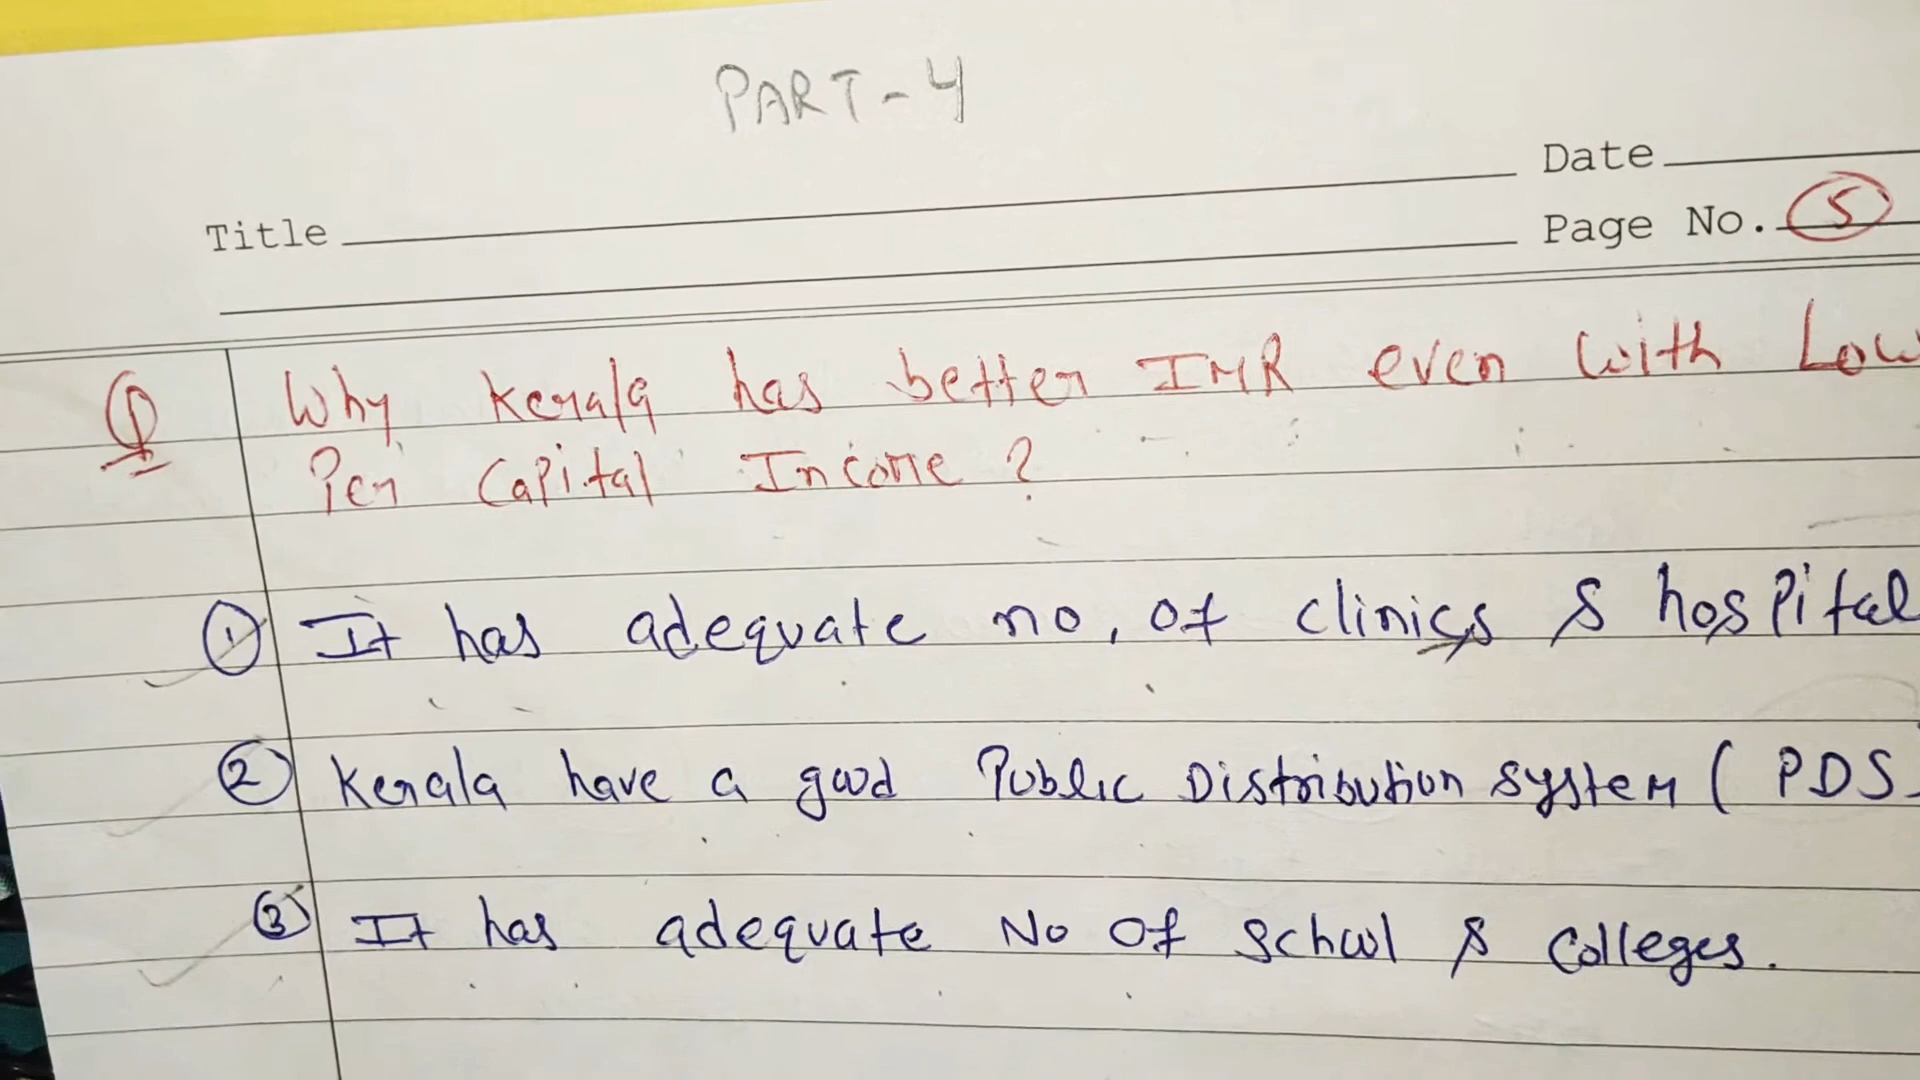 PART-4
Date
Title
Page No. 5
Q Why Kerala has better IMR even with Low
Per Capital Income ?
1 It has adequate no. of clinics & hospital
2 Kerala have a good Public Distribution System ( PDS
3 It has adequate No Of School & Colleges.